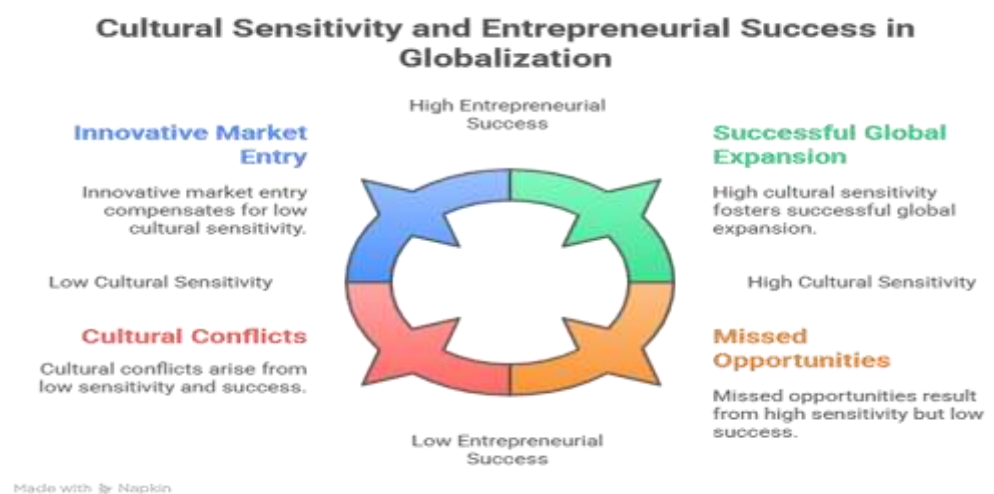 Cultural Sensitivity and Entrepreneurial Success in
Globalization
High Entrepreneurial
Success
Innovative Market
Entry
Innovative market entry
compensates for low
cultural sensitivity.
Successful Global
Expansion
High cultural sensitivity
fosters successful global
expansion.
Low Cultural Sensitivity
High Cultural Sensitivity
Cultural Conflicts
Cultural conflicts arise from
low sensitivity and success.
Missed
Opportunities
Missed opportunities result
from high sensitivity but low
success.
Low Entrepreneurial
Success
Made with Napkin